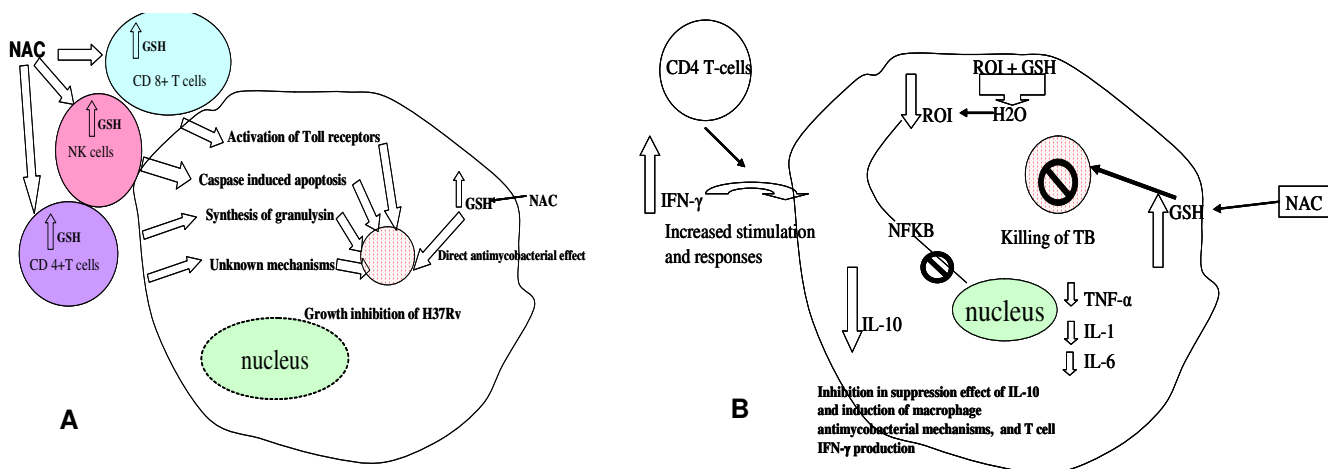 NAC
GSH
CD 8+ T cells
GSH
NK cells
GSH
CD 4+T cells
Activation of Toll receptors
Caspase induced apoptosis
Synthesis of granulysin
Unknown mechanisms
GSH
NAC
Direct antimycobacterial effect
Growth inhibition of H37Rv
nucleus
A
CD4 T-cells
IFN-γ
Increased stimulation
and responses
ROI + GSH
ROI
H2O
NFKB
Killing of TB
GSH
NAC
nucleus
IL-10
TNF-α
IL-1
IL-6
Inhibition in suppression effect of IL-10
and induction of macrophage
antimycobacterial mechanisms, and T cell
IFN-γ production
B